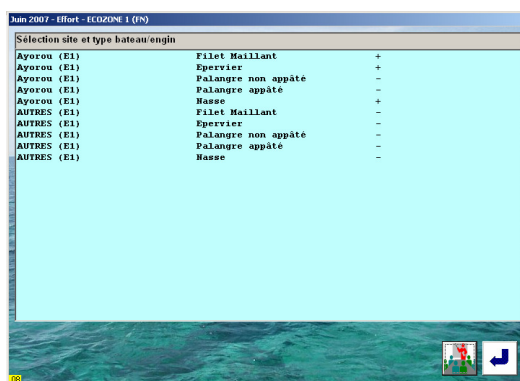 Juin 2007 - Effort - ECOZONE 1 (FN)
Sélection site et type bateau/engin
Ayorou (E1) Filet Maillant +
Ayorou (E1) Epervier +
Ayorou (E1) Palangre non appâté -
Ayorou (E1) Palangre appâté -
Ayorou (E1) Nasse +
AUTRES (E1) Filet Maillant -
AUTRES (E1) Epervier -
AUTRES (E1) Palangre non appâté -
AUTRES (E1) Palangre appâté -
AUTRES (E1) Nasse -
08